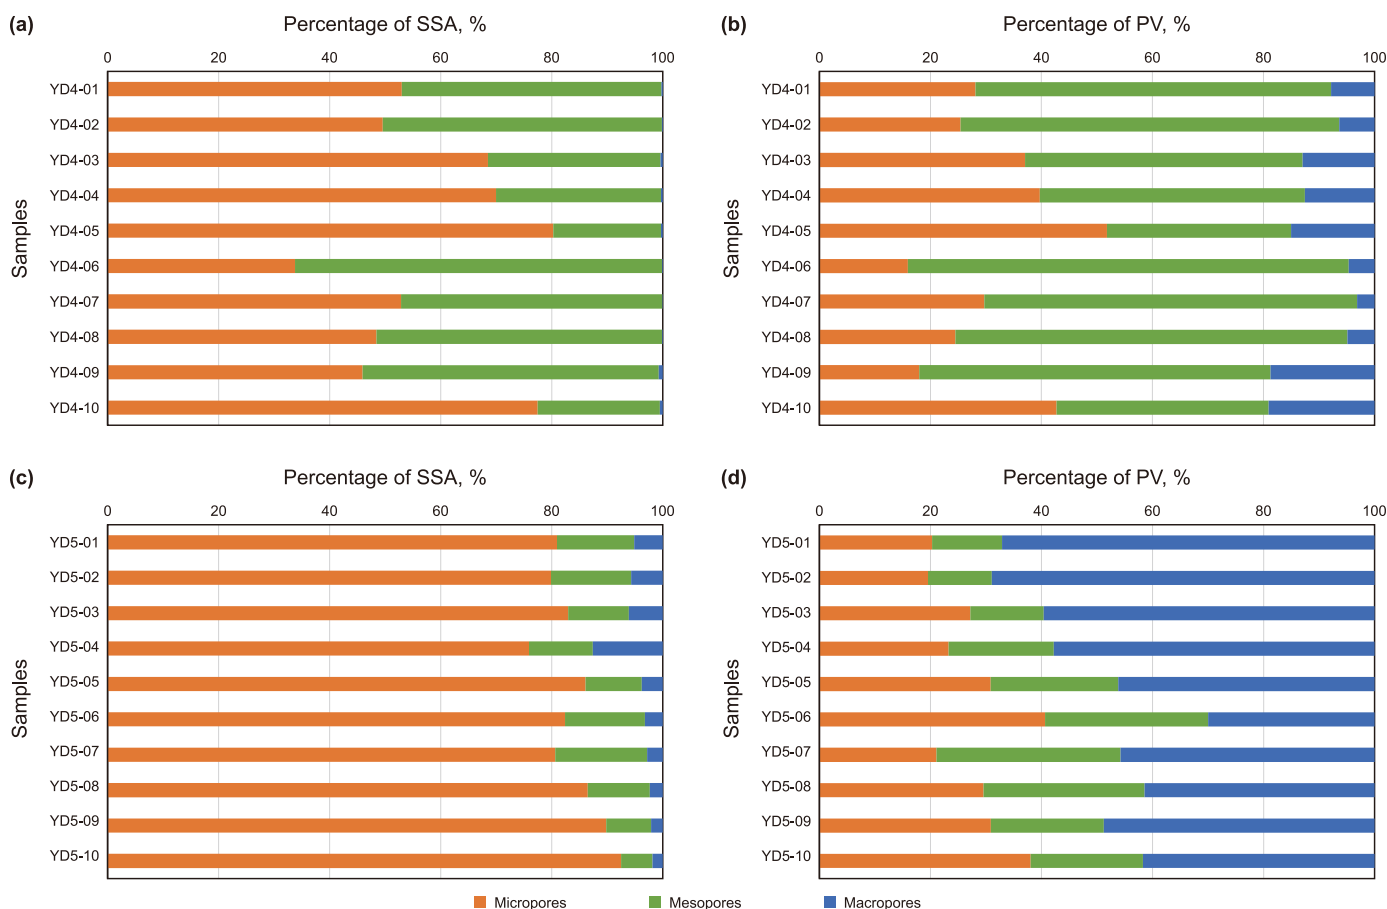 (a)
Percentage of SSA, %
0 20 40 60 80 100
Samples
YD4-01
YD4-02
YD4-03
YD4-04
YD4-05
YD4-06
YD4-07
YD4-08
YD4-09
YD4-10
(b)
Percentage of PV, %
0 20 40 60 80 100
Samples
YD4-01
YD4-02
YD4-03
YD4-04
YD4-05
YD4-06
YD4-07
YD4-08
YD4-09
YD4-10
(c)
Percentage of SSA, %
0 20 40 60 80 100
Samples
YD5-01
YD5-02
YD5-03
YD5-04
YD5-05
YD5-06
YD5-07
YD5-08
YD5-09
YD5-10
(d)
Percentage of PV, %
0 20 40 60 80 100
Samples
YD5-01
YD5-02
YD5-03
YD5-04
YD5-05
YD5-06
YD5-07
YD5-08
YD5-09
YD5-10
Micropores Mesopores Macropores